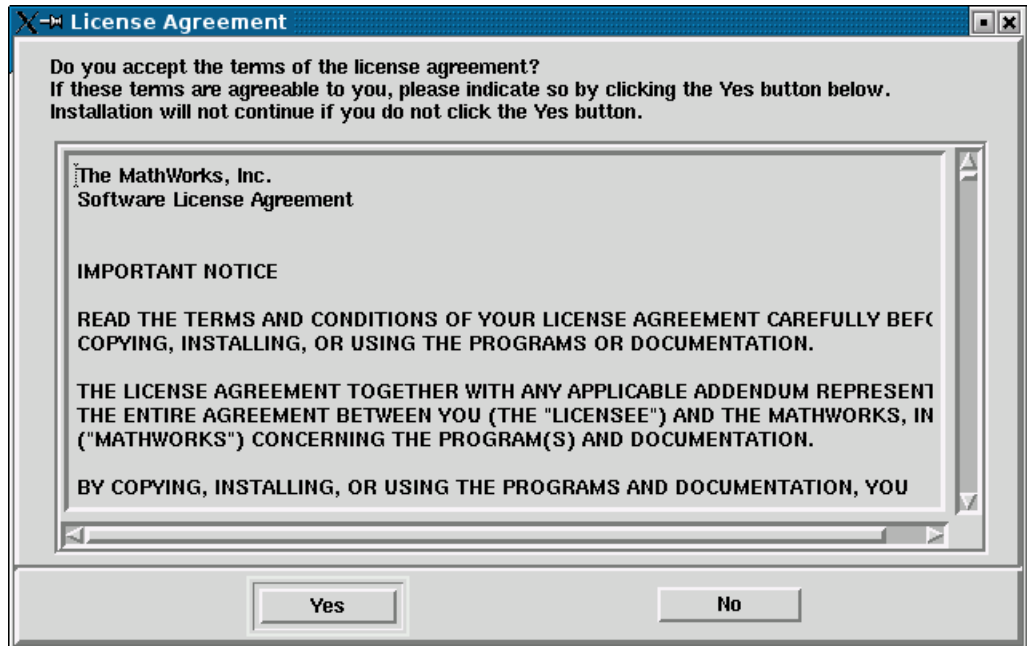 License Agreement
Do you accept the terms of the license agreement?
If these terms are agreeable to you, please indicate so by clicking the Yes button below.
Installation will not continue if you do not click the Yes button.
The MathWorks, Inc.
Software License Agreement
IMPORTANT NOTICE
READ THE TERMS AND CONDITIONS OF YOUR LICENSE AGREEMENT CAREFULLY
COPYING, INSTALLING, OR USING THE PROGRAMS OR DOCUMENTATION.
THE LICENSE AGREEMENT TOGETHER WITH ANY APPLICABLE ADDENDUM REPRESENT
THE ENTIRE AGREEMENT BETWEEN YOU (THE "LICENSEE") AND THE MATHWORKS, IN
("MATHWORKS") CONCERNING THE PROGRAM(S) AND DOCUMENTATION.
BY COPYING, INSTALLING, OR USING THE PROGRAMS AND DOCUMENTATION, YOU
Yes
No